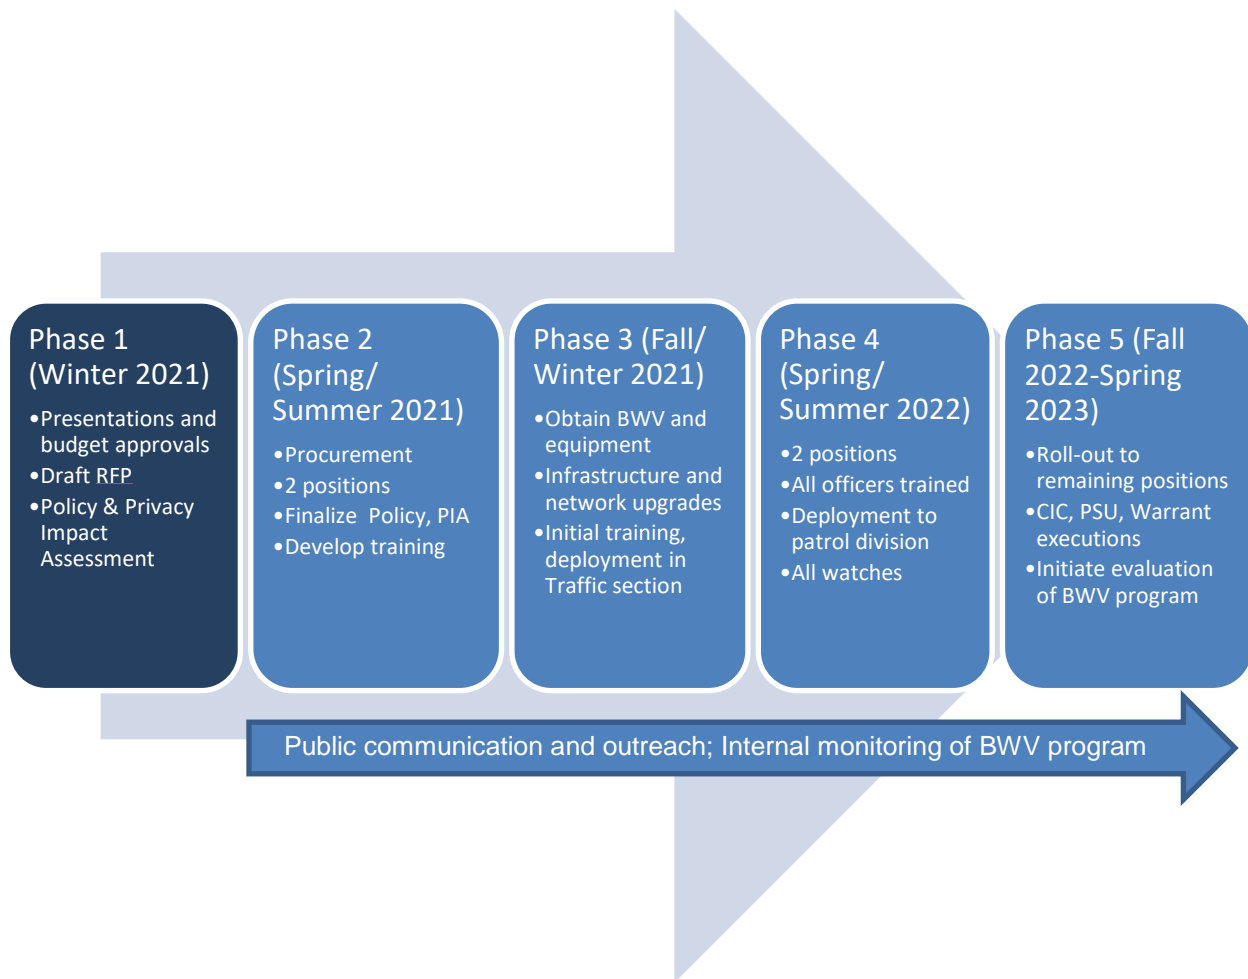 Phase 1
(Winter 2021)
•Presentations and
budget approvals
•Draft RFP
•Policy & Privacy
Impact
Assessment
Phase 2
(Spring/
Summer 2021)
•Procurement
•2 positions
•Finalize  Policy, PIA
•Develop training
Phase 3 (Fall/
Winter 2021)
•Obtain BWV and
equipment
•Infrastructure and
network upgrades
•Initial training,
deployment in
Traffic section
Phase 4
(Spring/
Summer 2022)
•2 positions
•All officers trained
•Deployment to
patrol division
•All watches
Phase 5 (Fall
2022-Spring
2023)
•Roll-out to
remaining positions
•CIC, PSU, Warrant
executions
•Initiate evaluation
of BWV program
Public communication and outreach; Internal monitoring of BWV program